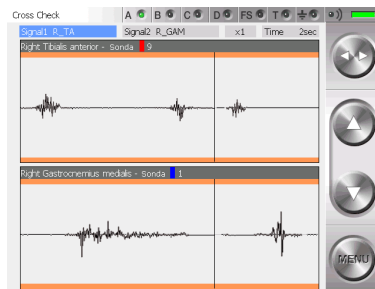 Cross Check A B C D FS T
Signal1 R_TA Signal2 R_GAM x1 Time 2sec
Right Tibialis anterior - Sonda 9
Right Gastrocnemius medialis - Sonda 1
MENU